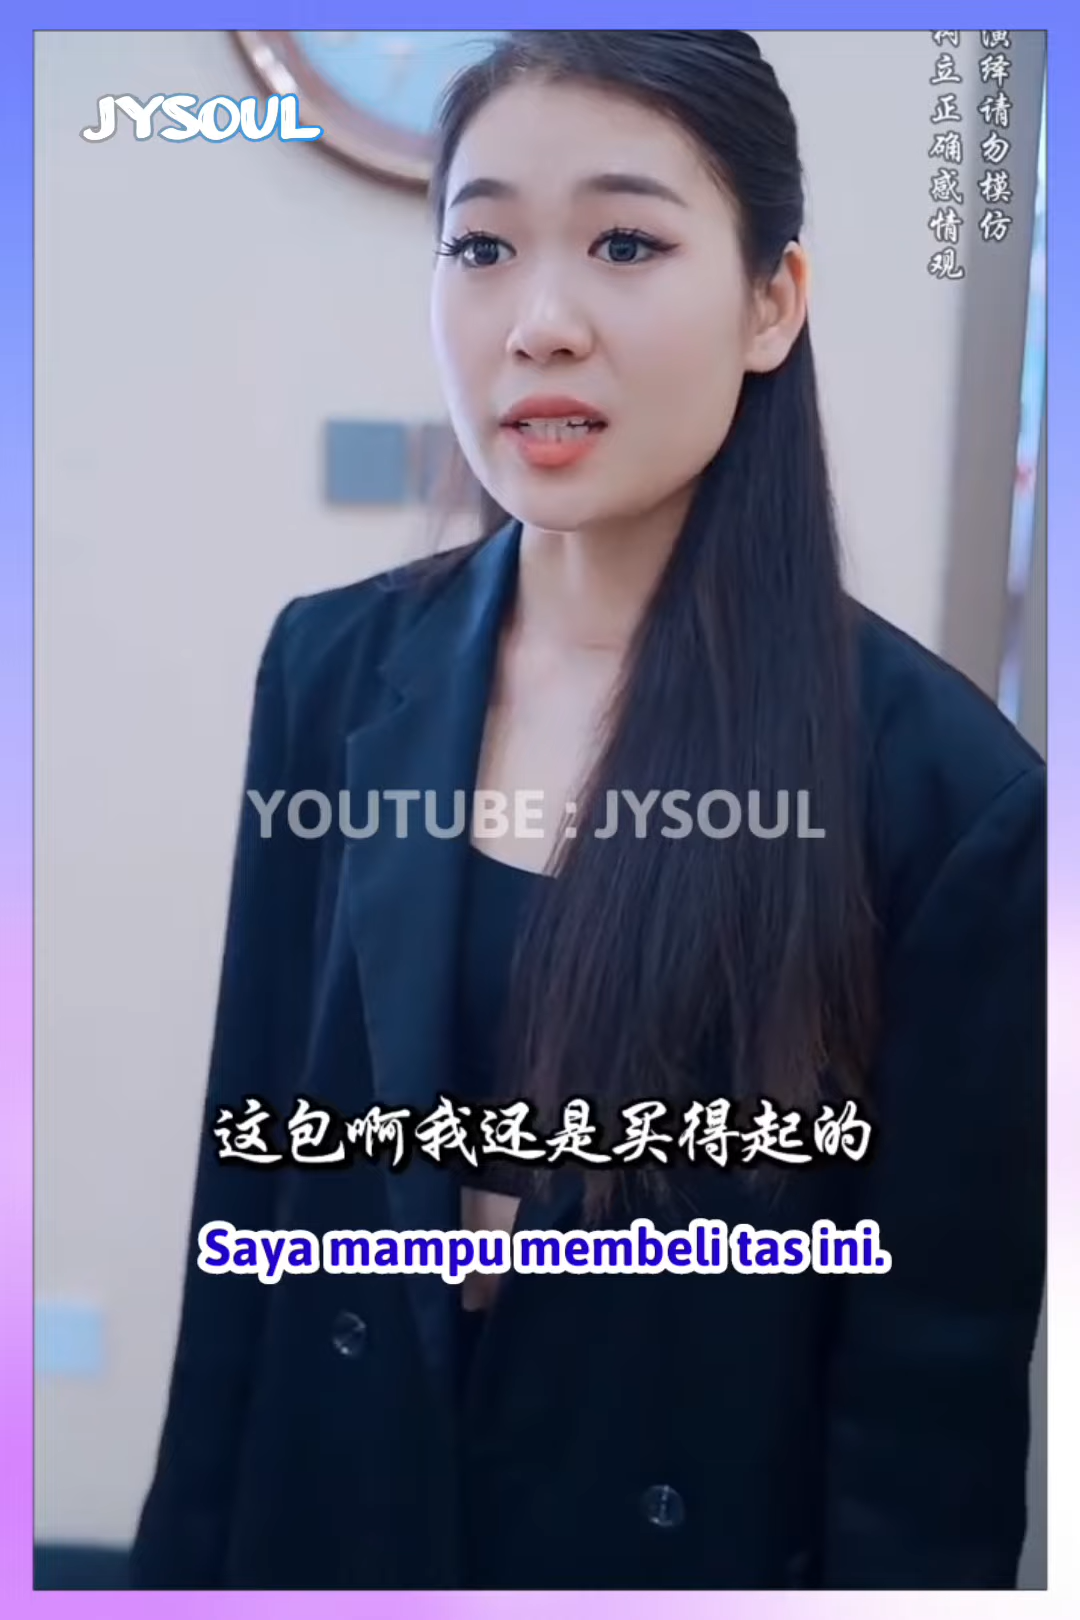 JYSOUL
演绎请勿模仿
树立正确感情观
YOUTUBE : JYSOUL
这包啊我还是买得起的
Saya mampu membeli tas ini.